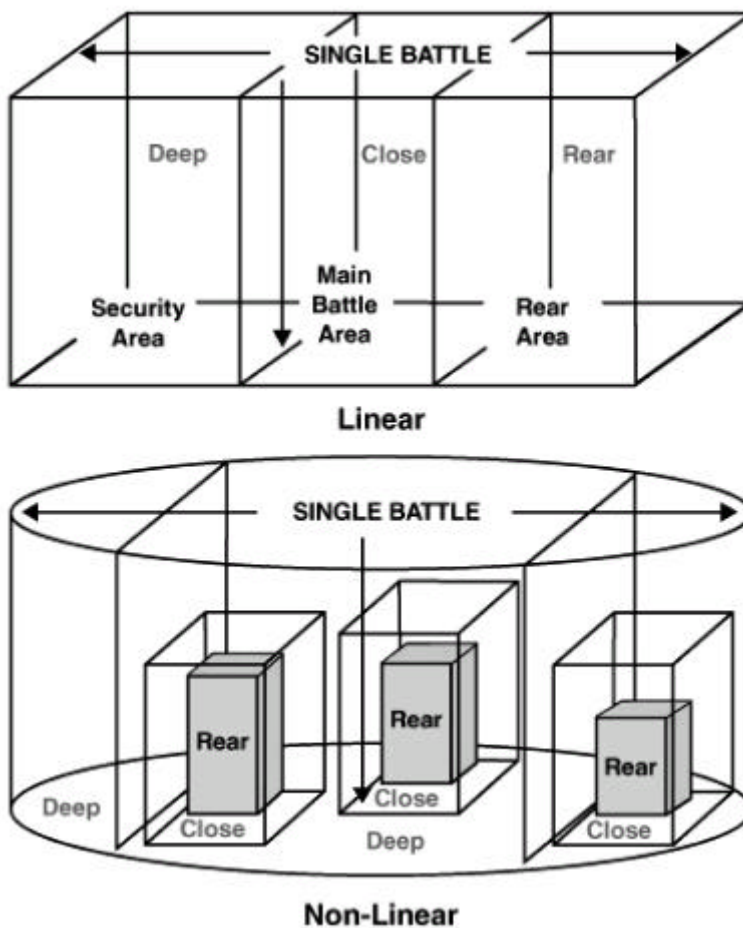 SINGLE BATTLE
Deep
Close
Rear
Security
Area
Main
Battle
Area
Rear
Area
Linear
SINGLE BATTLE
Rear
Rear
Rear
Deep
Close
Close
Deep
Close
Non-Linear